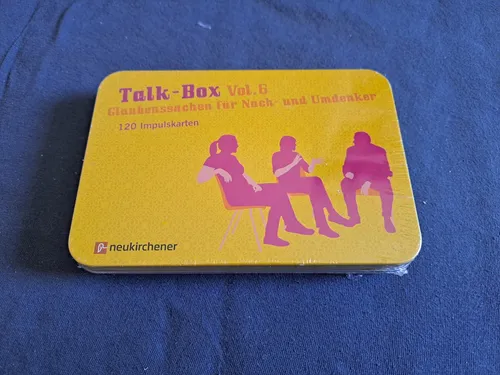 Talk-Box Vol.6
Glaubenssachen für Nach- und Umdenker
120 Impulskarten
neukirchener